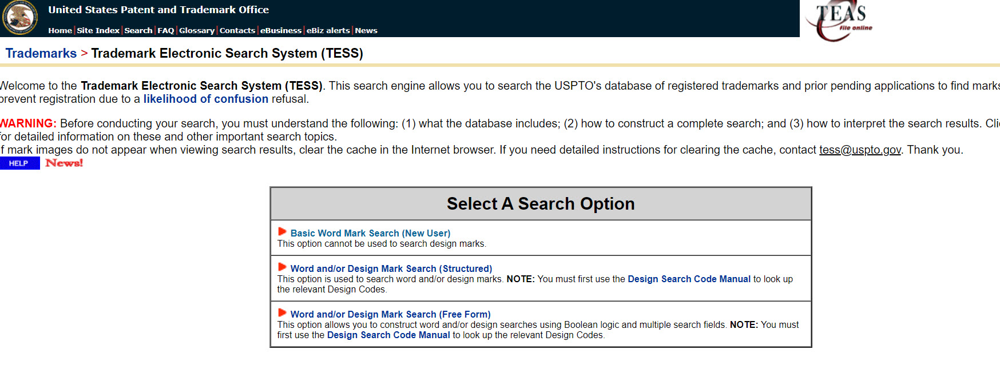 United States Patent and Trademark Office
Home | Site Index | Search | FAQ | Glossary | Contacts | eBusiness | eBiz alerts | News
TEAS
file online
Trademarks > Trademark Electronic Search System (TESS)
Welcome to the Trademark Electronic Search System (TESS). This search engine allows you to search the USPTO's database of registered trademarks and prior pending applications to find marks
prevent registration due to a likelihood of confusion refusal.
WARNING: Before conducting your search, you must understand the following: (1) what the database includes; (2) how to construct a complete search; and (3) how to interpret the search results. Cli
for detailed information on these and other important search topics.
If mark images do not appear when viewing search results, clear the cache in the Internet browser. If you need detailed instructions for clearing the cache, contact tess@uspto.gov. Thank you.
HELP News!
Select A Search Option
Basic Word Mark Search (New User)
This option cannot be used to search design marks.
Word and/or Design Mark Search (Structured)
This option is used to search word and/or design marks. NOTE: You must first use the Design Search Code Manual to look up
the relevant Design Codes.
Word and/or Design Mark Search (Free Form)
This option allows you to construct word and/or design searches using Boolean logic and multiple search fields. NOTE: You must
first use the Design Search Code Manual to look up the relevant Design Codes.